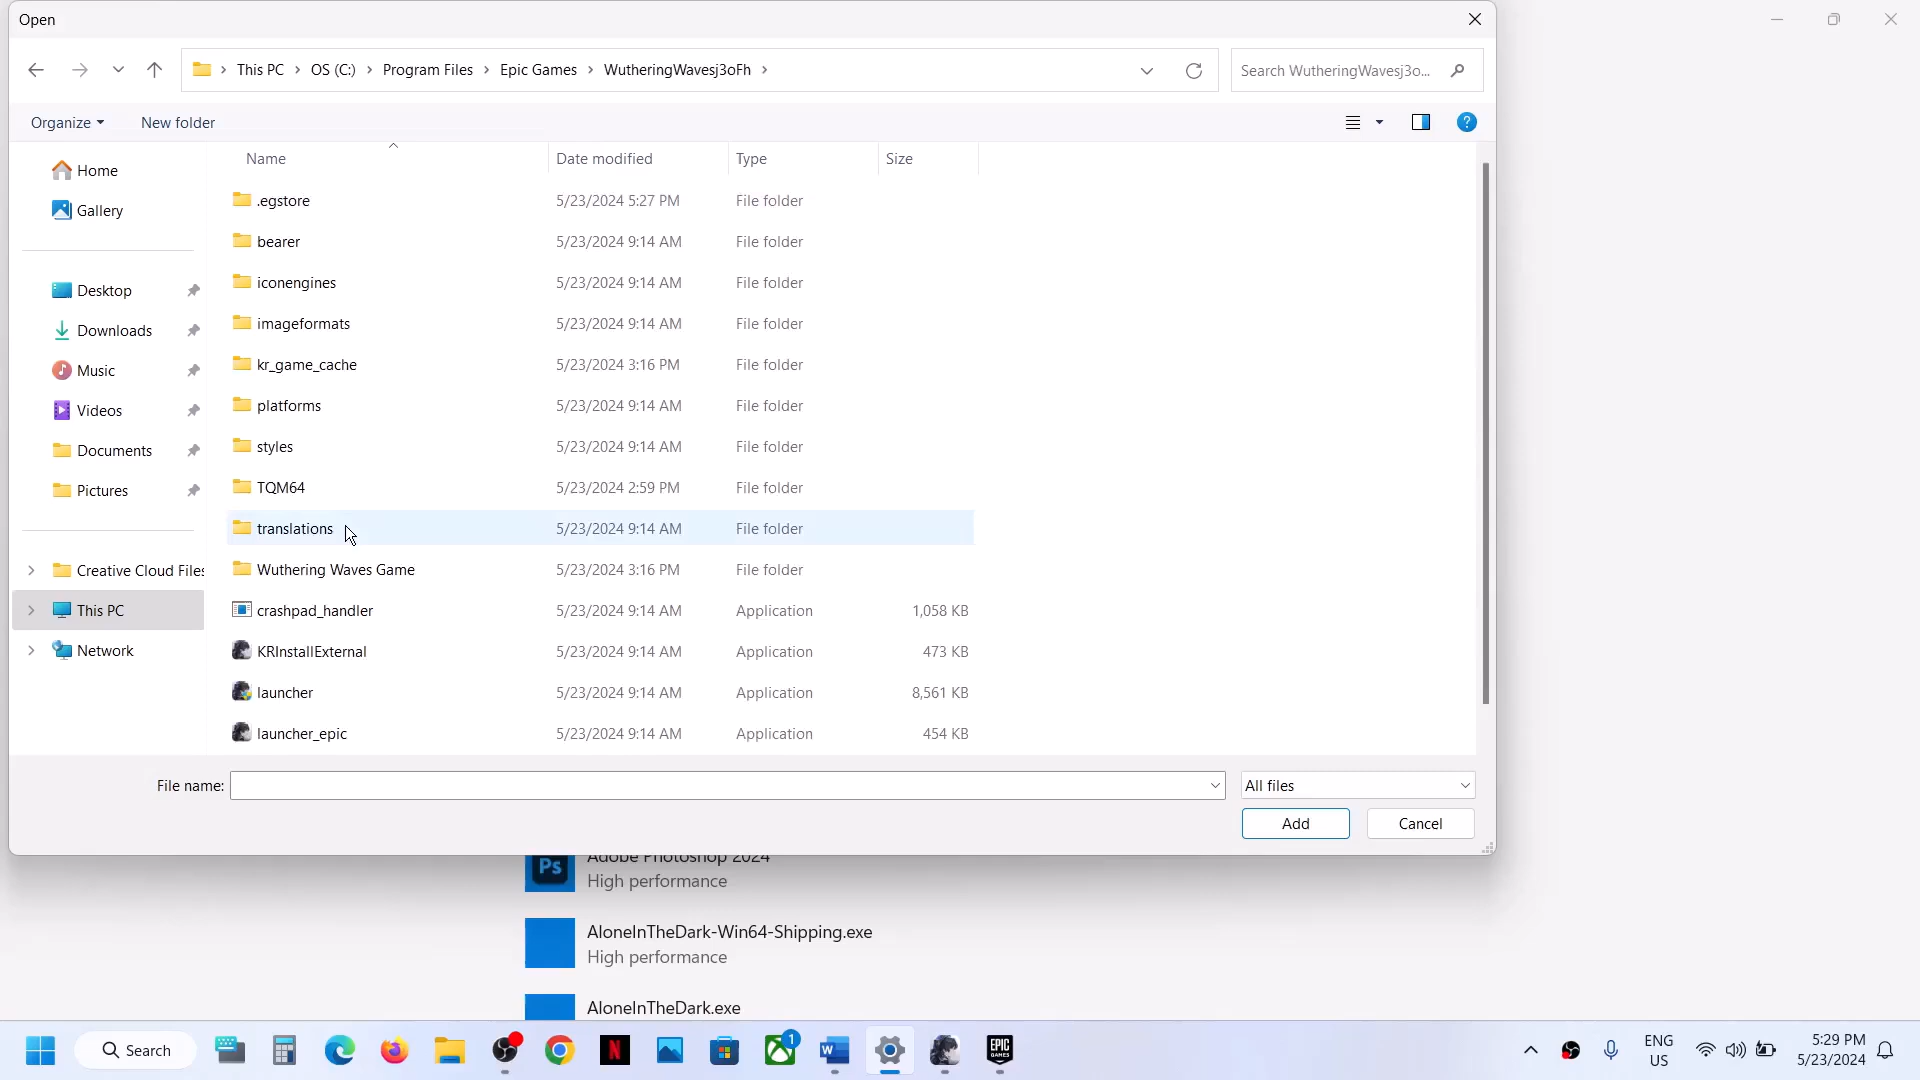 Open
This PC > OS (C:) > Program Files > Epic Games > WutheringWavesj3oFh >
Search WutheringWavesj3o...
Organize
New folder
Name
Date modified
Type
Size
Home
Gallery
Desktop
Downloads
Music
Videos
Documents
Pictures
Creative Cloud Files
This PC
Network
.egstore 5/23/2024 5:27 PM File folder
bearer 5/23/2024 9:14 AM File folder
iconengines 5/23/2024 9:14 AM File folder
imageformats 5/23/2024 9:14 AM File folder
kr_game_cache 5/23/2024 3:16 PM File folder
platforms 5/23/2024 9:14 AM File folder
styles 5/23/2024 9:14 AM File folder
TQM64 5/23/2024 2:59 PM File folder
translations 5/23/2024 9:14 AM File folder
Wuthering Waves Game 5/23/2024 3:16 PM File folder
crashpad_handler 5/23/2024 9:14 AM Application 1,058 KB
KRInstallExternal 5/23/2024 9:14 AM Application 473 KB
launcher 5/23/2024 9:14 AM Application 8,561 KB
launcher_epic 5/23/2024 9:14 AM Application 454 KB
File name:
All files
Add
Cancel
Ps
Adobe Photoshop 2024
High performance
AloneInTheDark-Win64-Shipping.exe
High performance
AloneInTheDark.exe
Search
N
1
W
EPIC
GAMES
ENG
US
5:29 PM
5/23/2024